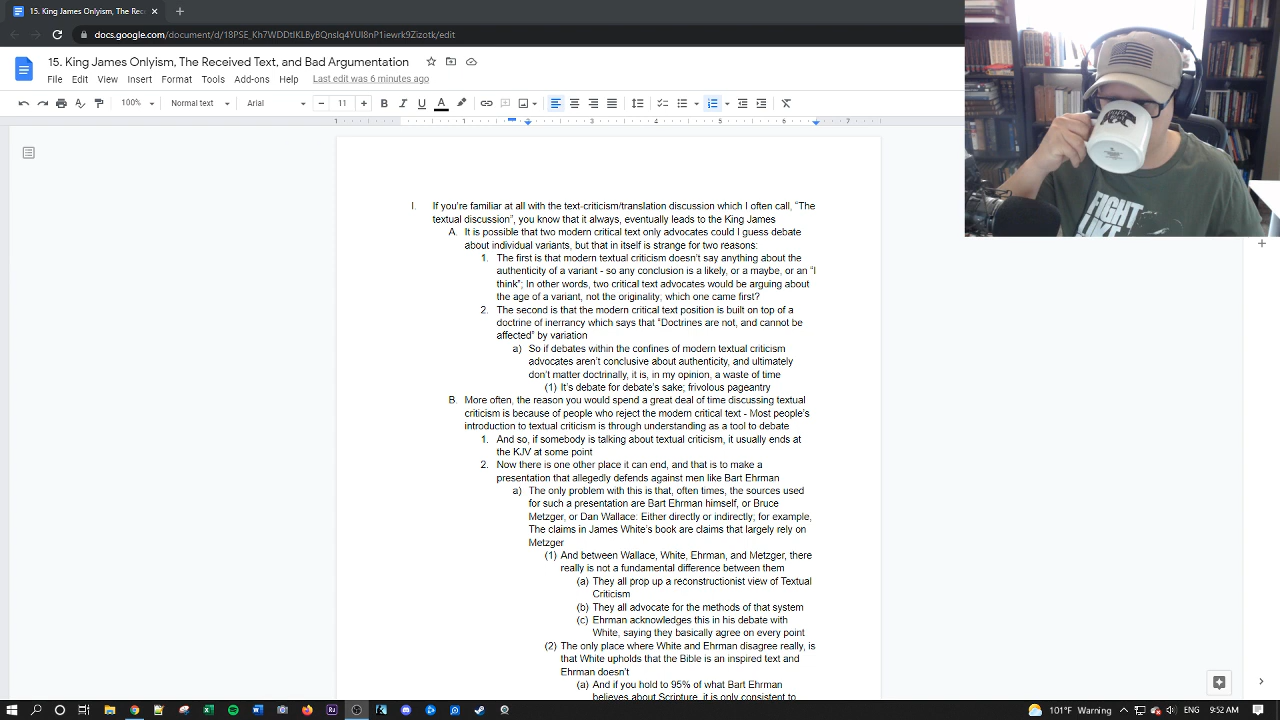 15. King James Onlyism, The Rec
docs.google.com/document/d/18PSE_NTz
15. King James Onlyism, The Received Text, and Bad Argumentation
File Edit View Insert Format Tools Add-ons Last edit was 6 minutes ago
100% Normal text Arial 11
1 1 2 3 4 5 6 7
I. If you're familiar at all with the text-criticism/translation discussion which I often call, "The
textual discussion", you know that it always, eventually leads to the King James
A. It is possible that two modern critical text only advocates could I guess debate
about individual variants, but that in itself is strange for two reasons:
1. The first is that modern textual criticism doesn't say anything about the
authenticity of a variant - so any conclusion is a likely, or a maybe, or an "I
think"; In other words, two critical text advocates would be arguing about
the age of a variant, not the originality; which one came first?
2. The second is that the modern critical text position is built on top of a
doctrine of inerrancy which says that "Doctrines are not, and cannot be
affected" by variation
a) So if debates within the confines of modern textual criticism
advocates aren't conclusive about authenticity, and ultimately
don't matter doctrinally, it is, in my opinion, a waste of time
(1) It's debate for debate's sake; frivolous pageantry
B. More often, the reason you would spend a great deal of time discussing textual
criticism is because of people who reject the modern critical text - Most people's
introduction to textual criticism is through understanding as a tool to debate
1. And so, if somebody is talking about textual criticism, it usually ends at
the KJV at some point
2. Now there is one other place it can end, and that is to make a
presentation that allegedly defends against men like Bart Ehrman
a) The only problem with this is that, often times, the sources used
for such a presentation are Bart Ehrman himself, or Bruce
Metzger, or Dan Wallace: Either directly or indirectly; for example,
The claims in James White's book are claims that largely rely on
Metzger
(1) And between Wallace, White, Ehrman, and Metzger, there
really is not a fundamental difference between them
(a) They all prop up a reconstructionist view of Textual
Criticism
(b) They all advocate for the methods of that system
(c) Ehrman acknowledges this in his debate with
White, saying they basically agree on every point
(2) The only place where White and Ehrman disagree really, is
that White upholds that the Bible is an inspired text and
Ehrman doesn't
(a) And if you hold to 95% of what Bart Ehrman
believes about Scripture, it is only consistent to
FIGHT
LIKE
101°F Warning ENG 9:52 AM